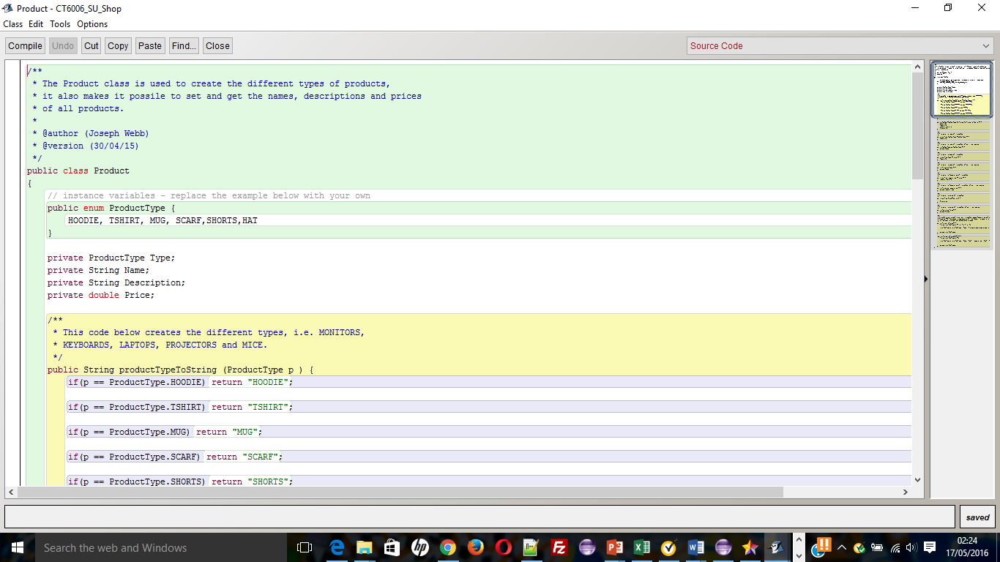 Product - CT6006_SU_Shop
Class Edit Tools Options
Compile Undo Cut Copy Paste Find... Close Source Code
/**
* The Product class is used to create the different types of products,
* it also makes it possile to set and get the names, descriptions and prices
* of all products.
*
* @author (Joseph Webb)
* @version (30/04/15)
*/
public class Product
{
// instance variables - replace the example below with your own
public enum ProductType {
HOODIE, TSHIRT, MUG, SCARF,SHORTS,HAT
}
private ProductType Type;
private String Name;
private String Description;
private double Price;
/**
* This code below creates the different types, i.e. MONITORS,
* KEYBOARDS, LAPTOPS, PROJECTORS and MICE.
*/
public String productTypeToString (ProductType p ) {
if(p == ProductType.HOODIE) return "HOODIE";
if(p == ProductType.TSHIRT) return "TSHIRT";
if(p == ProductType.MUG) return "MUG";
if(p == ProductType.SCARF) return "SCARF";
if(p == ProductType.SHORTS) return "SHORTS";
saved
Search the web and Windows
02:24
17/05/2016